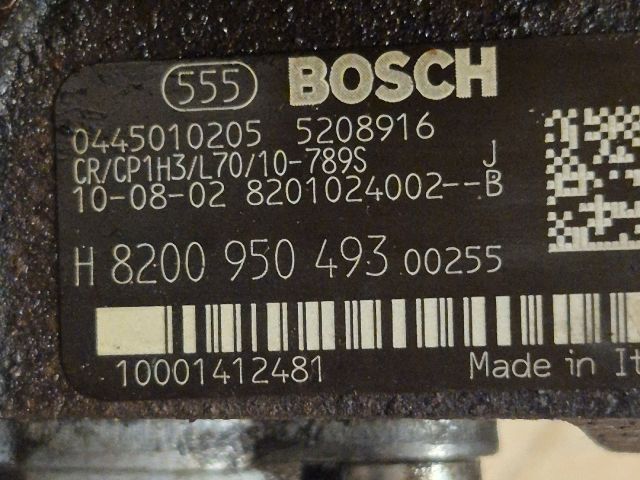 555 BOSCH
0445010205 5208916
CR/CP1H3/L70/10-789S J
10-08-02 8201024002--B
H 8200 950 493 00255
10001412481 Made in It